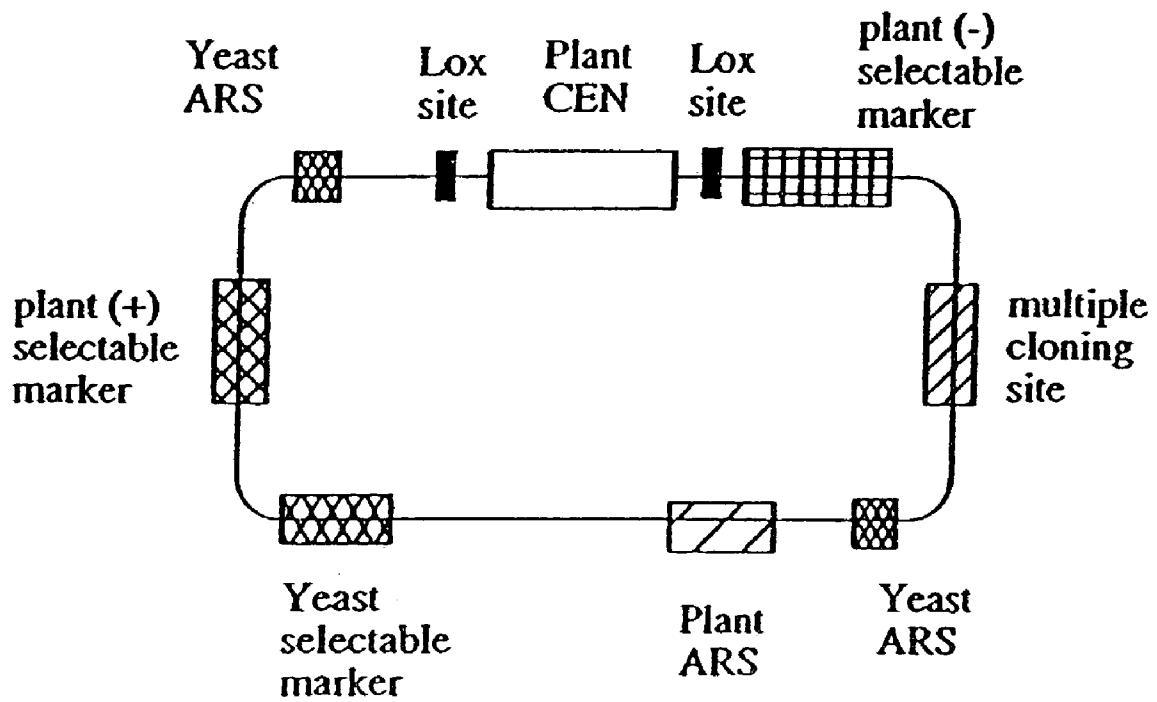 Yeast
ARS
Lox
site
Plant
CEN
Lox
site
plant (-)
selectable
marker
plant (+)
selectable
marker
multiple
cloning
site
Yeast
selectable
marker
Plant
ARS
Yeast
ARS